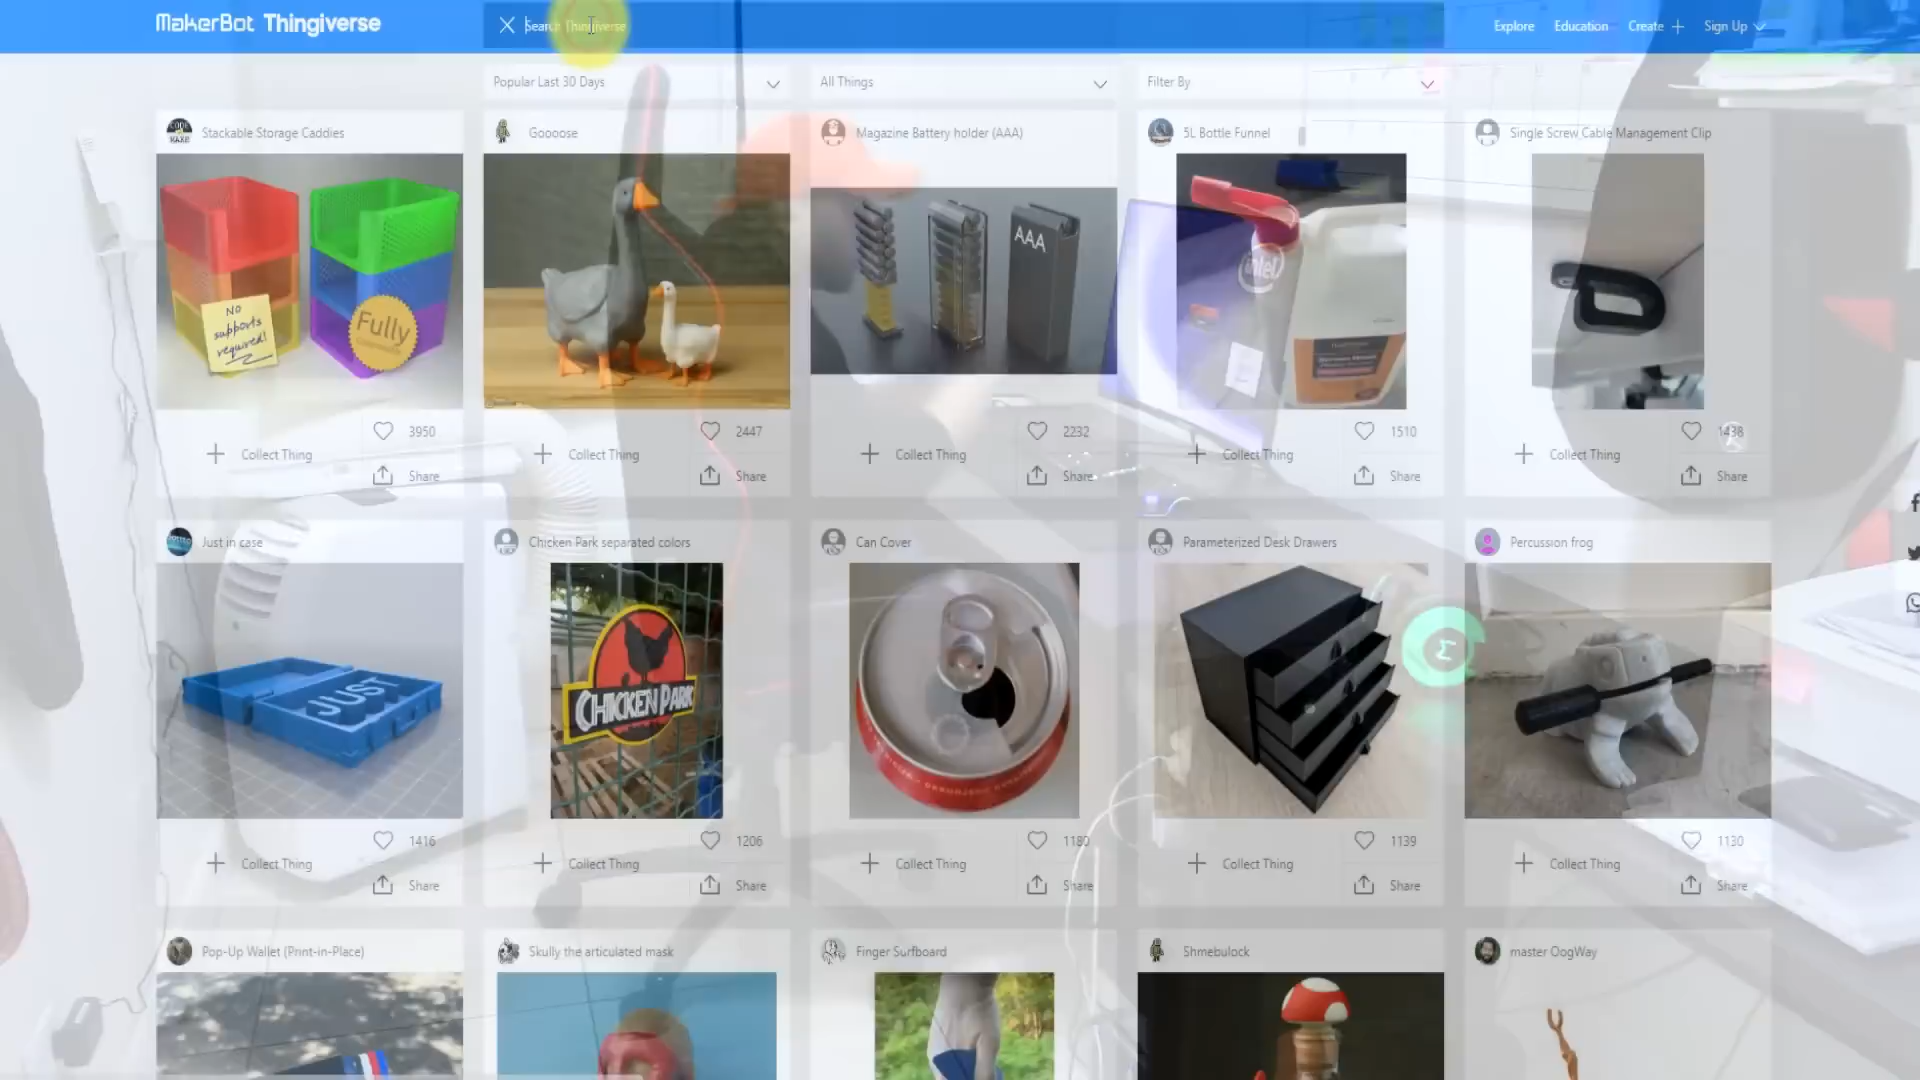 MakerBot Thingiverse
Search Thingiverse
Explore
Education
Create
Sign Up
Popular Last 30 Days
All Things
Filter By
Stackable Storage Caddies
Goooose
Magazine Battery holder (AAA)
5L Bottle Funnel
Single Screw Cable Management Clip
No
supports
required!
Fully
AAA
intel
3950
2447
2232
1510
1438
Collect Thing
Collect Thing
Collect Thing
Collect Thing
Collect Thing
Share
Share
Share
Share
Share
Just in case
Chicken Park separated colors
Can Cover
Parameterized Desk Drawers
Percussion frog
JUST
CHICKEN PARK
1416
1206
1180
1139
1130
Collect Thing
Collect Thing
Collect Thing
Collect Thing
Collect Thing
Share
Share
Share
Share
Share
Pop-Up Wallet (Print-in-Place)
Skully the articulated mask
Finger Surfboard
Shmebulock
master OogWay